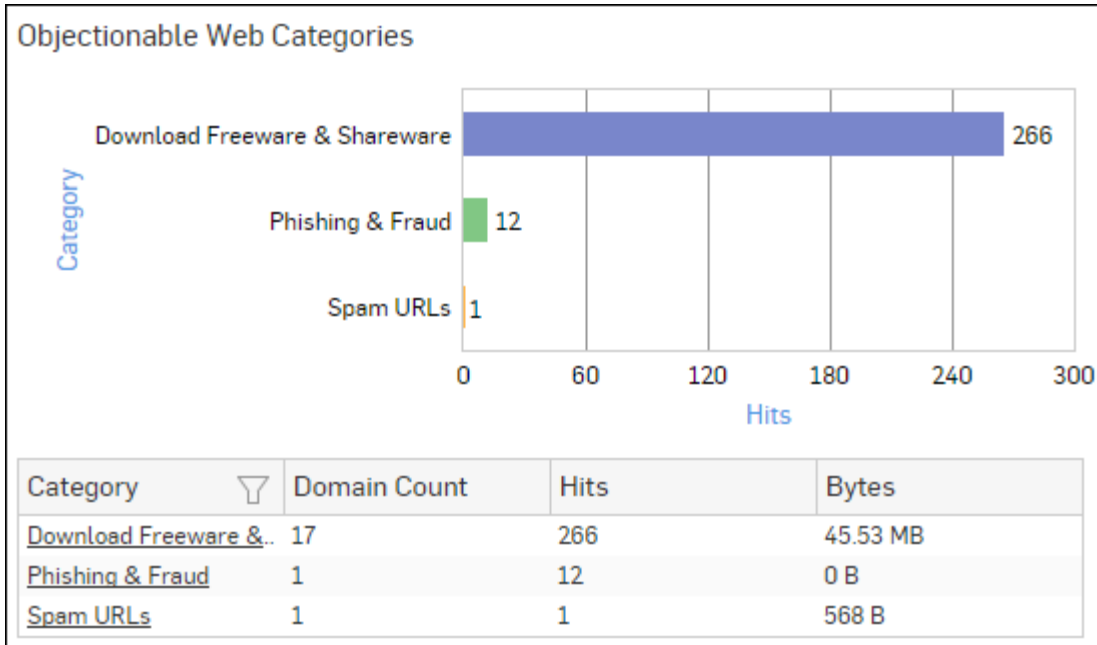 Objectionable Web Categories
Download Freeware & Shareware 266
Category
Phishing & Fraud 12
Spam URLs 1
0 60 120 180 240 300
Hits
Category Domain Count Hits Bytes
Download Freeware &.. 17 266 45.53 MB
Phishing & Fraud 1 12 0 B
Spam URLs 1 1 568 B